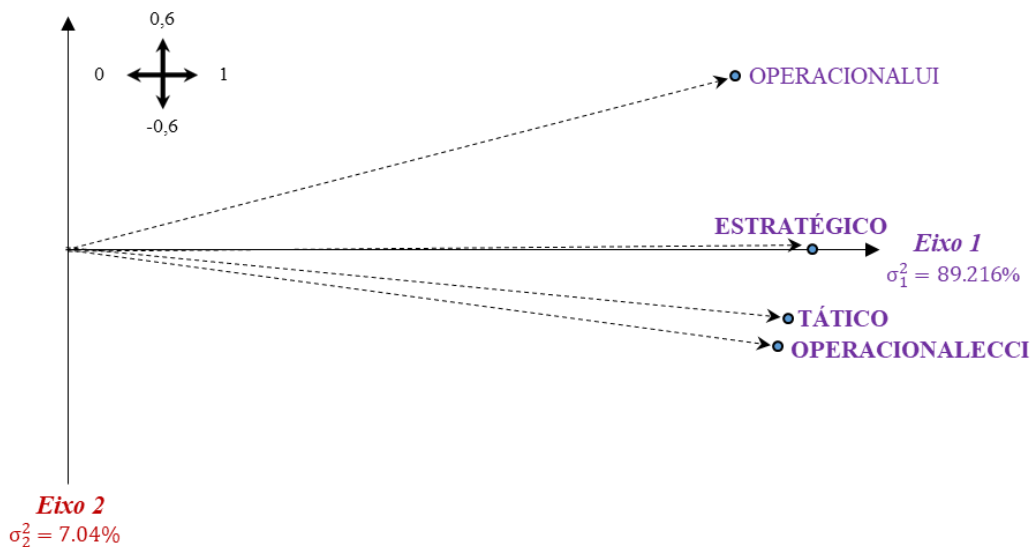 0,6
0
1
-0,6
OPERACIONALUI
ESTRATÉGICO
Eixo 1
σ₁² = 89.216%
TÁTICO
OPERACIONALECCI
Eixo 2
σ₂² = 7.04%